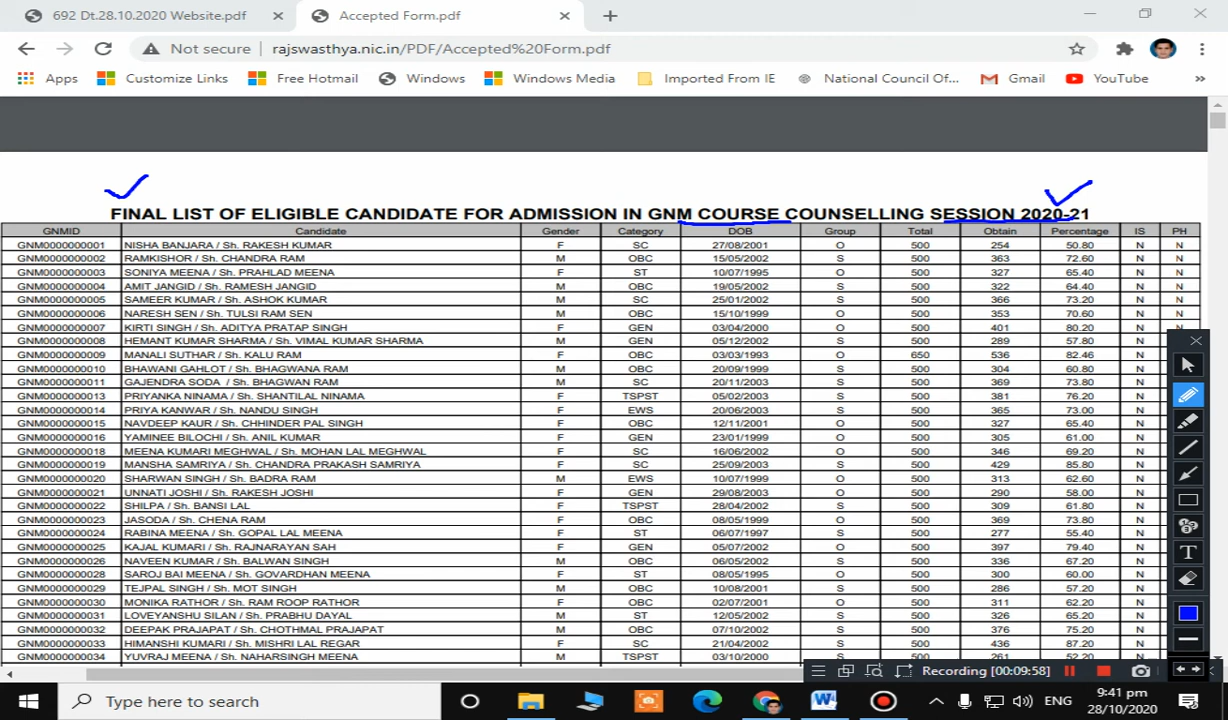 692 Dt.28.10.2020 Website.pdf Accepted Form.pdf
Not secure rajswasthya.nic.in/PDF/Accepted%20Form.pdf
Apps Customize Links Free Hotmail Windows Windows Media Imported From IE National Council Of... Gmail YouTube »
FINAL LIST OF ELIGIBLE CANDIDATE FOR ADMISSION IN GNM COURSE COUNSELLING SESSION 2020-21
GNMID Candidate Gender Category DOB Group Total Obtain Percentage IS PH
GNM0000000001 NISHA BANJARA / Sh. RAKESH KUMAR F SC 27/08/2001 O 500 254 50.80 N N
GNM0000000002 RAMKISHOR / Sh. CHANDRA RAM M OBC 15/05/2002 S 500 363 72.60 N N
GNM0000000003 SONIYA MEENA / Sh. PRAHLAD MEENA F ST 10/07/1995 O 500 327 65.40 N N
GNM0000000004 AMIT JANGID / Sh. RAMESH JANGID M OBC 19/05/2002 S 500 322 64.40 N N
GNM0000000005 SAMEER KUMAR / Sh. ASHOK KUMAR M SC 25/01/2002 S 500 366 73.20 N N
GNM0000000006 NARESH SEN / Sh. TULSI RAM SEN M OBC 15/10/1999 O 500 353 70.60 N N
GNM0000000007 KIRTI SINGH / Sh. ADITYA PRATAP SINGH F GEN 03/04/2000 O 500 401 80.20 N N
GNM0000000008 HEMANT KUMAR SHARMA / Sh. VIMAL KUMAR SHARMA M GEN 05/12/2002 S 500 289 57.80 N
GNM0000000009 MANALI SUTHAR / Sh. KALU RAM F OBC 03/03/1993 O 650 536 82.46 N
GNM0000000010 BHAWANI GAHLOT / Sh. BHAGWANA RAM M OBC 20/09/1999 S 500 304 60.80 N
GNM0000000011 GAJENDRA SODA / Sh. BHAGWAN RAM M SC 20/11/2003 S 500 369 73.80 N
GNM0000000013 PRIYANKA NINAMA / Sh. SHANTILAL NINAMA F TSPST 05/02/2003 S 500 381 76.20 N
GNM0000000014 PRIYA KANWAR / Sh. NANDU SINGH F EWS 20/06/2003 S 500 365 73.00 N
GNM0000000015 NAVDEEP KAUR / Sh. CHHINDER PAL SINGH F OBC 12/11/2001 O 500 327 65.40 N
GNM0000000016 YAMINEE BILOCHI / Sh. ANIL KUMAR F GEN 23/01/1999 O 500 305 61.00 N
GNM0000000018 MEENA KUMARI MEGHWAL / Sh. MOHAN LAL MEGHWAL F SC 16/06/2002 O 500 346 69.20 N
GNM0000000019 MANSHA SAMRIYA / Sh. CHANDRA PRAKASH SAMRIYA F SC 25/09/2003 S 500 429 85.80 N
GNM0000000020 SHARWAN SINGH / Sh. BADRA RAM M EWS 10/07/1999 O 500 313 62.60 N
GNM0000000021 UNNATI JOSHI / Sh. RAKESH JOSHI F GEN 29/08/2003 O 500 290 58.00 N
GNM0000000022 SHILPA / Sh. BANSI LAL F TSPST 28/04/2002 S 500 309 61.80 N
GNM0000000023 JASODA / Sh. CHENA RAM F OBC 08/05/1999 O 500 369 73.80 N
GNM0000000024 RABINA MEENA / Sh. GOPAL LAL MEENA F ST 06/07/1997 S 500 277 55.40 N
GNM0000000025 KAJAL KUMARI / Sh. RAJNARAYAN SAH F GEN 05/07/2002 O 500 397 79.40 N
GNM0000000026 NAVEEN KUMAR / Sh. BALWAN SINGH M OBC 06/05/2002 S 500 336 67.20 N
GNM0000000028 SAROJ BAI MEENA / Sh. GOVARDHAN MEENA F ST 08/05/1995 O 500 300 60.00 N
GNM0000000029 TEJPAL SINGH / Sh. MOT SINGH M OBC 10/08/2001 S 500 286 57.20 N
GNM0000000030 MONIKA RATHOR / Sh. RAM ROOP RATHOR F OBC 02/07/2001 O 500 311 62.20 N
GNM0000000031 LOVEYANSHU SILAN / Sh. PRABHU DAYAL M ST 12/05/2002 S 500 326 65.20 N
GNM0000000032 DEEPAK PRAJAPAT / Sh. CHOTHMAL PRAJAPAT M OBC 07/10/2002 S 500 376 75.20 N
GNM0000000033 HIMANSHI KUMARI / Sh. MISHRI LAL REGAR F SC 21/04/2002 S 500 436 87.20 N
GNM0000000034 YUVRAJ MEENA / Sh. NAHARSINGH MEENA M TSPST 03/10/2000 S 500 261 52.20 N
Recording [00:09:58]
Type here to search ENG 9:41 pm
28/10/2020